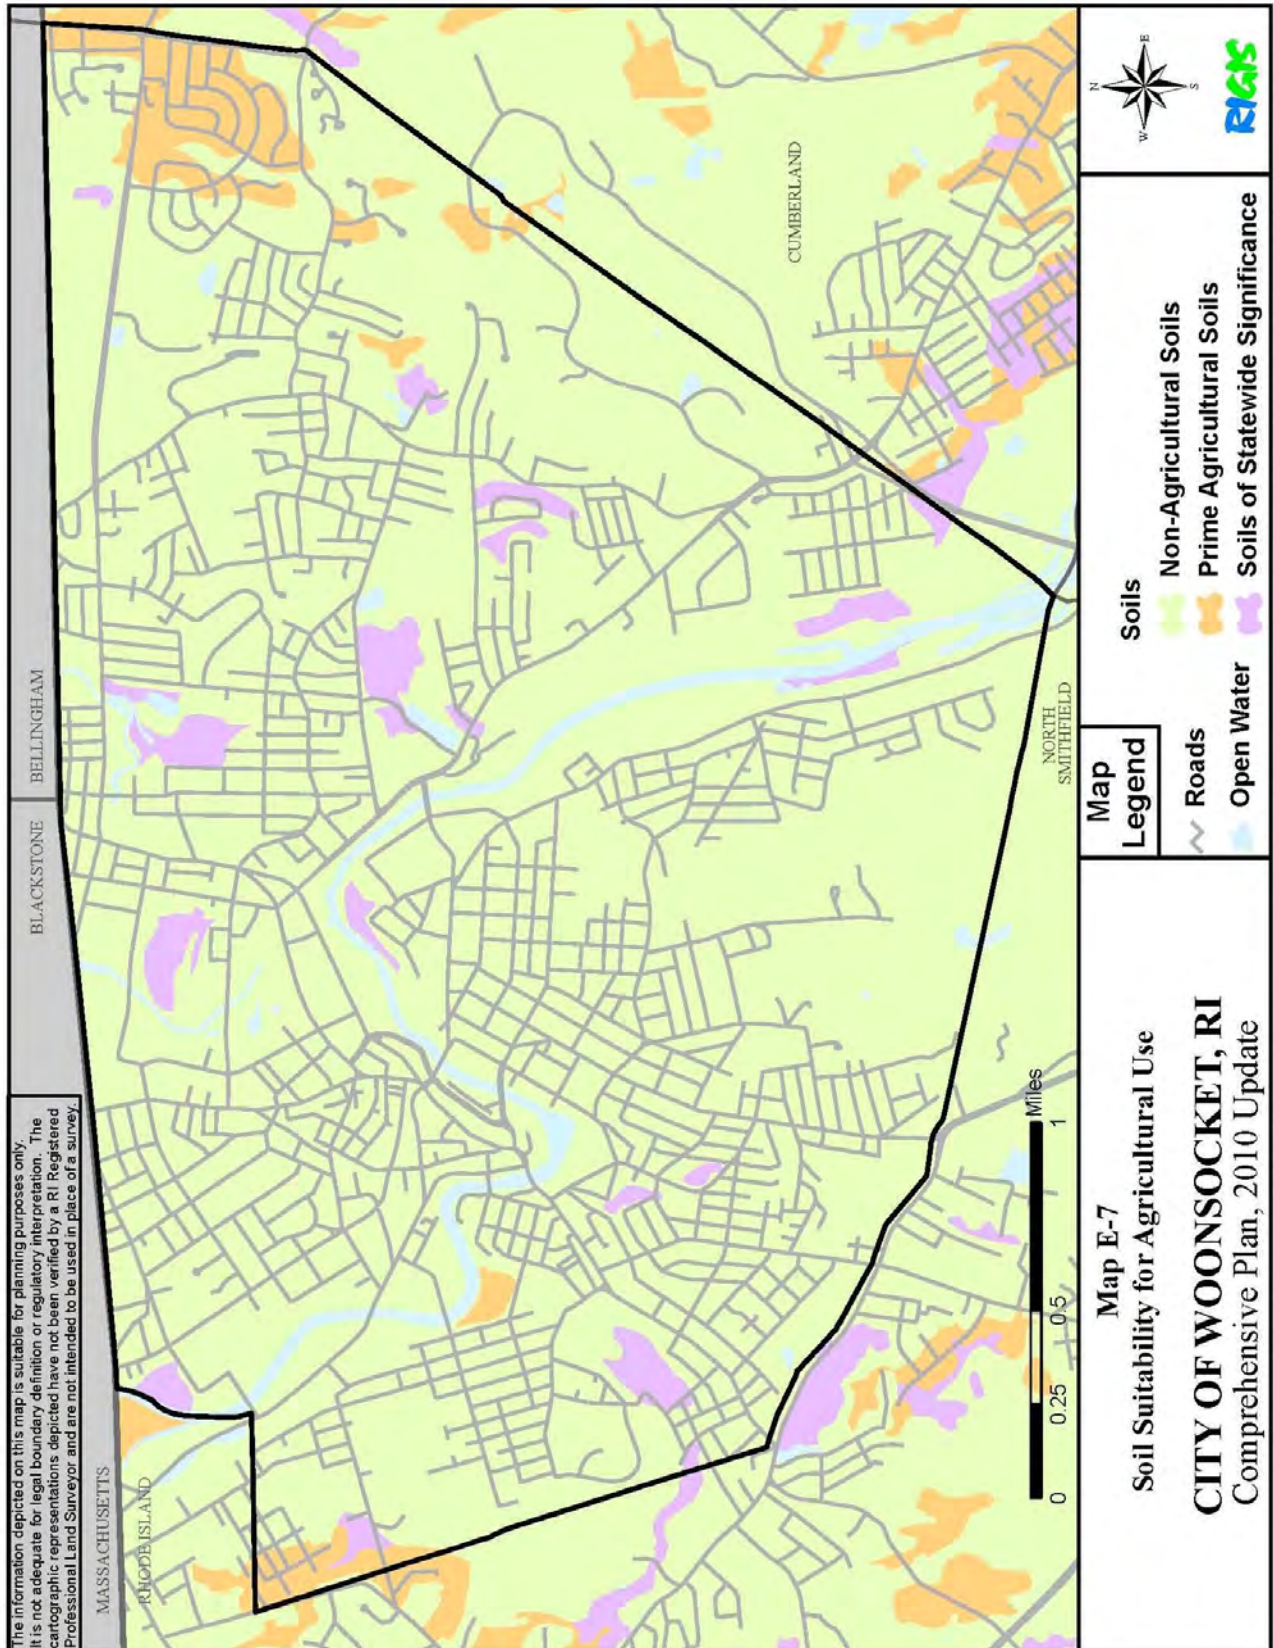 The information depicted on this map is suitable for planning purposes only.
It is not adequate for legal boundary definition or regulatory interpretation. The
cartographic representations depicted have not been verified by a RI Registered
Professional Land Surveyor and are not intended to be used in place of a survey.
MASSACHUSETTS
RHODE ISLAND
BLACKSTONE
BELLINGHAM
CUMBERLAND
NORTH
SMITHFIELD
0 0.25 0.5 1
Miles
Map E-7
Soil Suitability for Agricultural Use
CITY OF WOONSOCKET, RI
Comprehensive Plan, 2010 Update
Map
Legend
Roads
Open Water
Soils
Non-Agricultural Soils
Prime Agricultural Soils
Soils of Statewide Significance
N
W
E
S
RIGIS